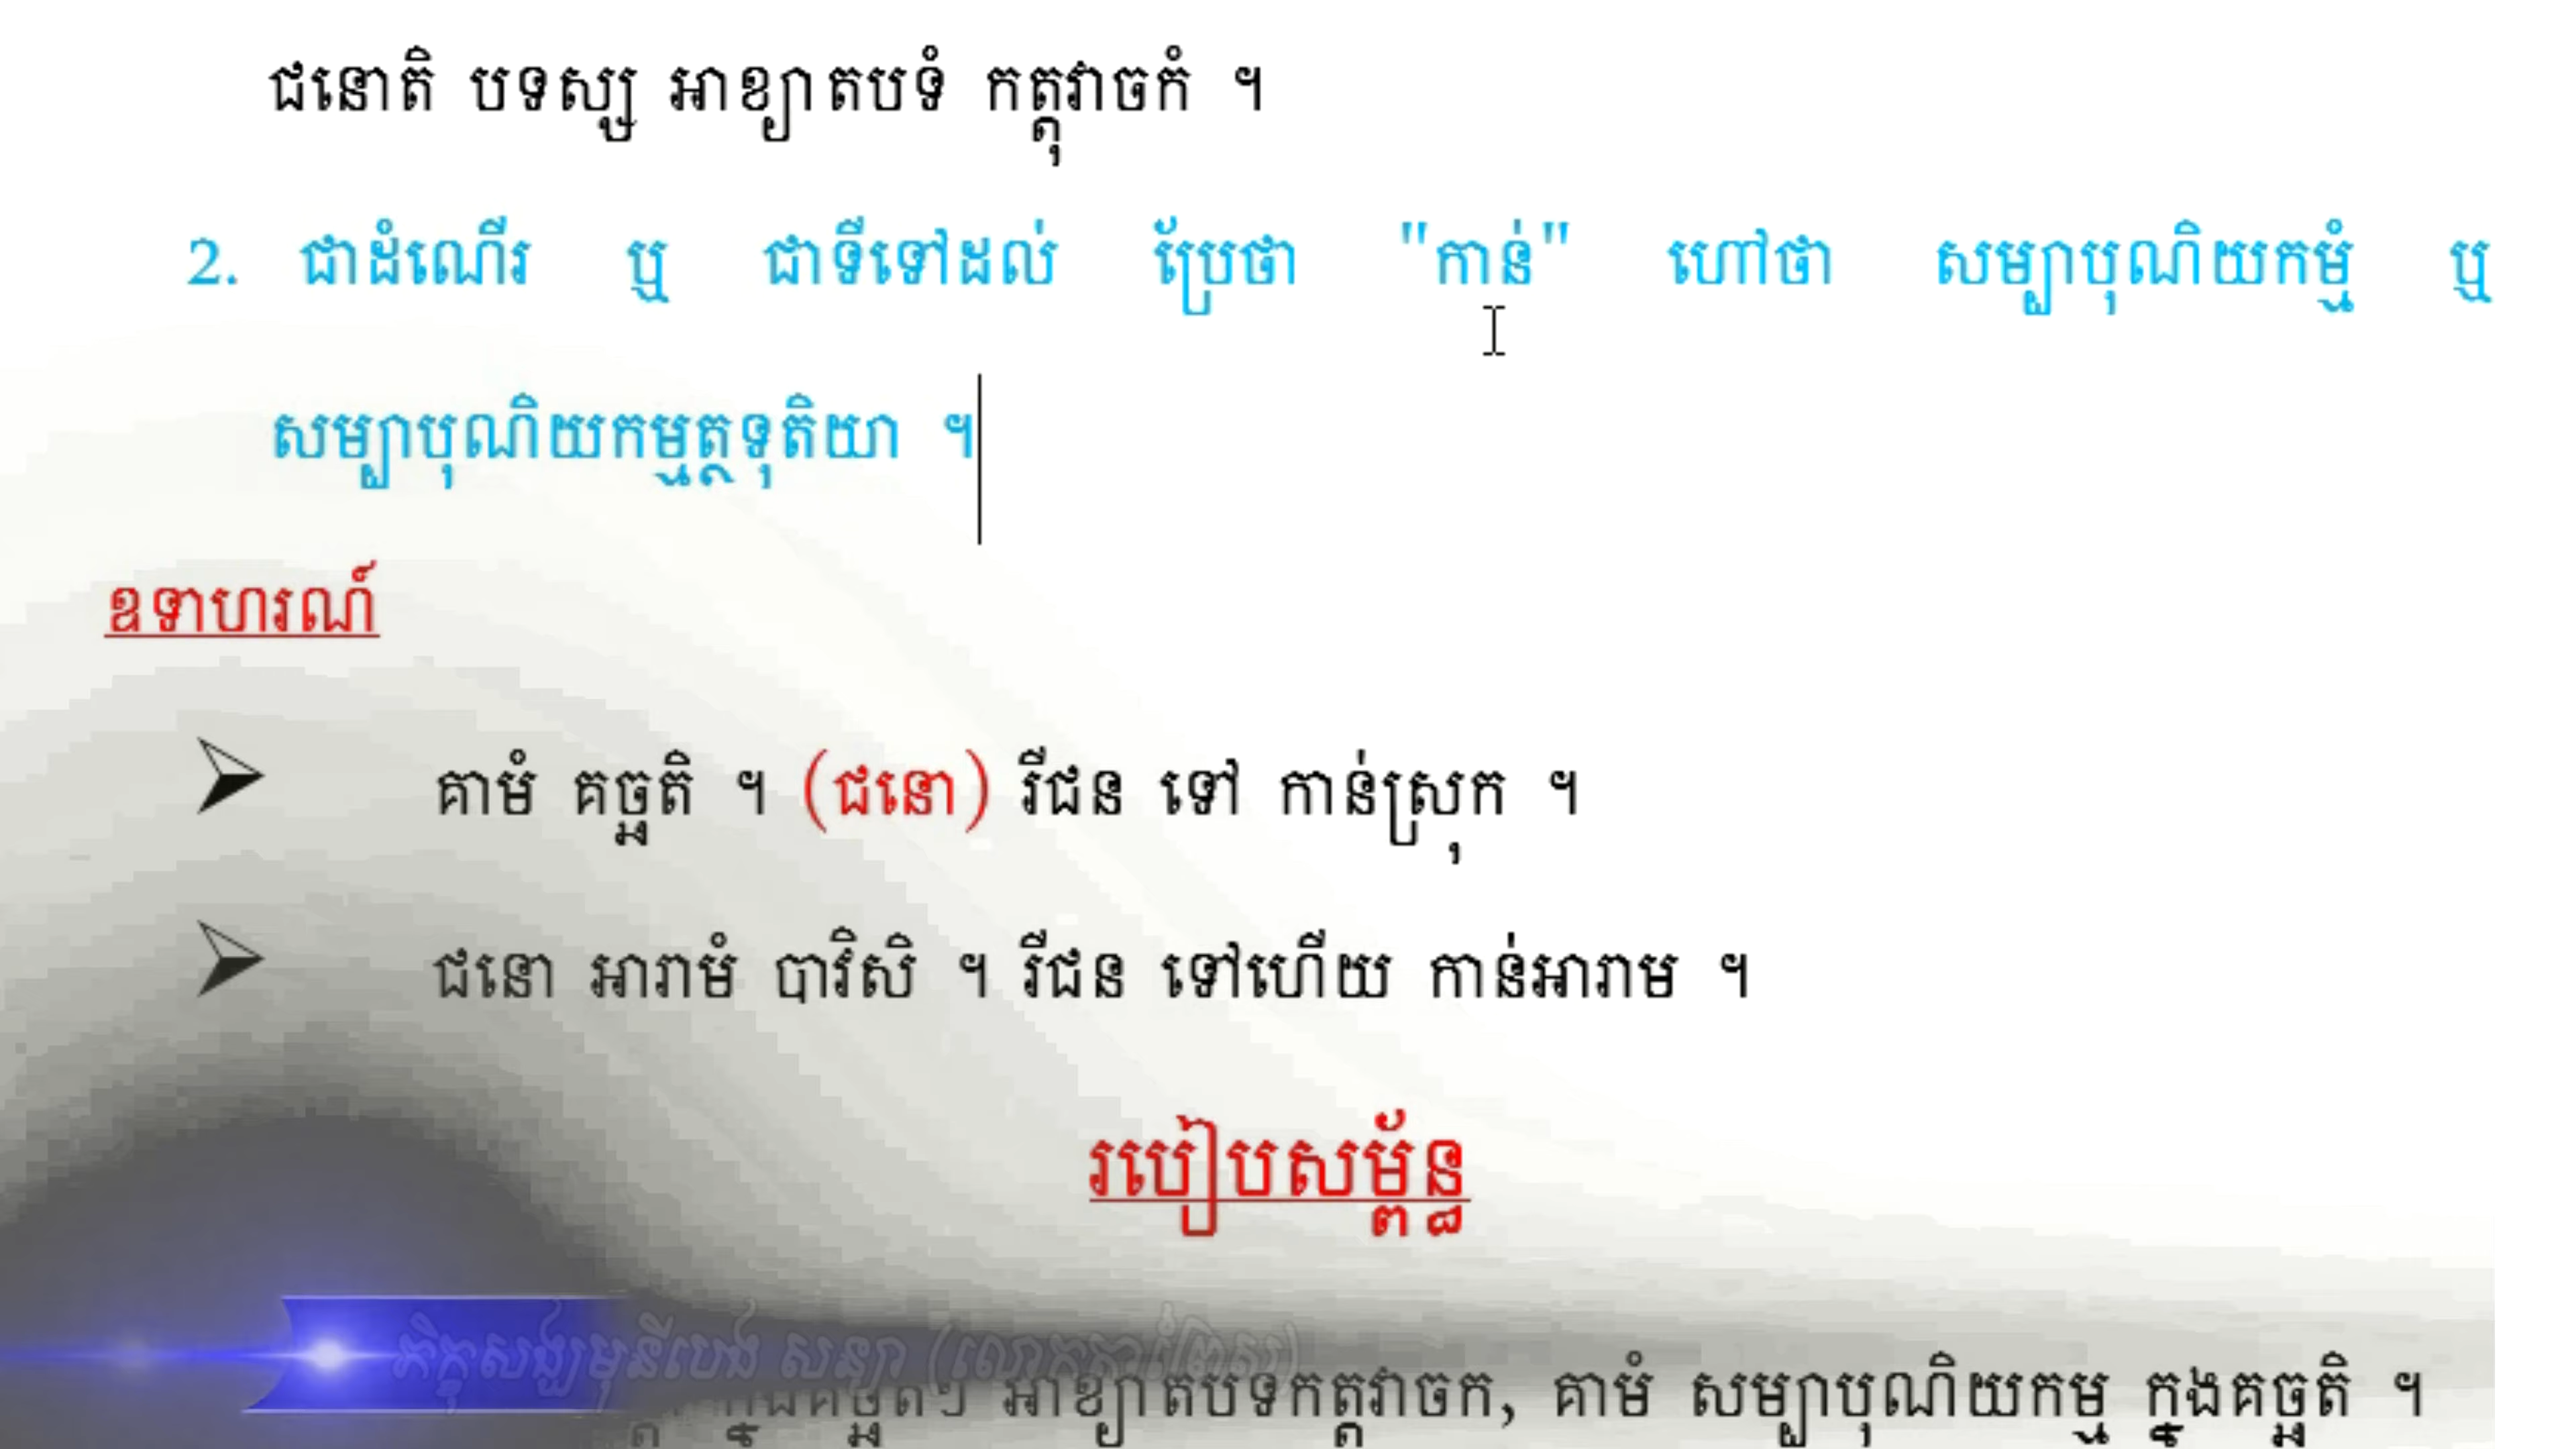 ជនោតិ បទស្ស អាខ្យាតបទំ កត្តុវាចកំ ។
2. ជាដំណើរ ឬ ជាទីទៅដល់ ប្រែថា "កាន់" ហៅថា សម្បាបុណិយកម្មំ ឬ
សម្បាបុណិយកម្មត្ថទុតិយា ។
ឧទាហរណ៍
គាមំ គច្ឆតិ ។ (ជនោ) រីជន ទៅ កាន់ស្រុក ។
ជនោ អារាមំ បាវិសិ ។ រីជន ទៅហើយ កាន់អារាម ។
របៀបសម្ព័ន្ធ
អាខ្យាតបទកត្តវាចក, គាមំ សម្បាបុណិយកម្ម ក្នុងគច្ឆតិ ។